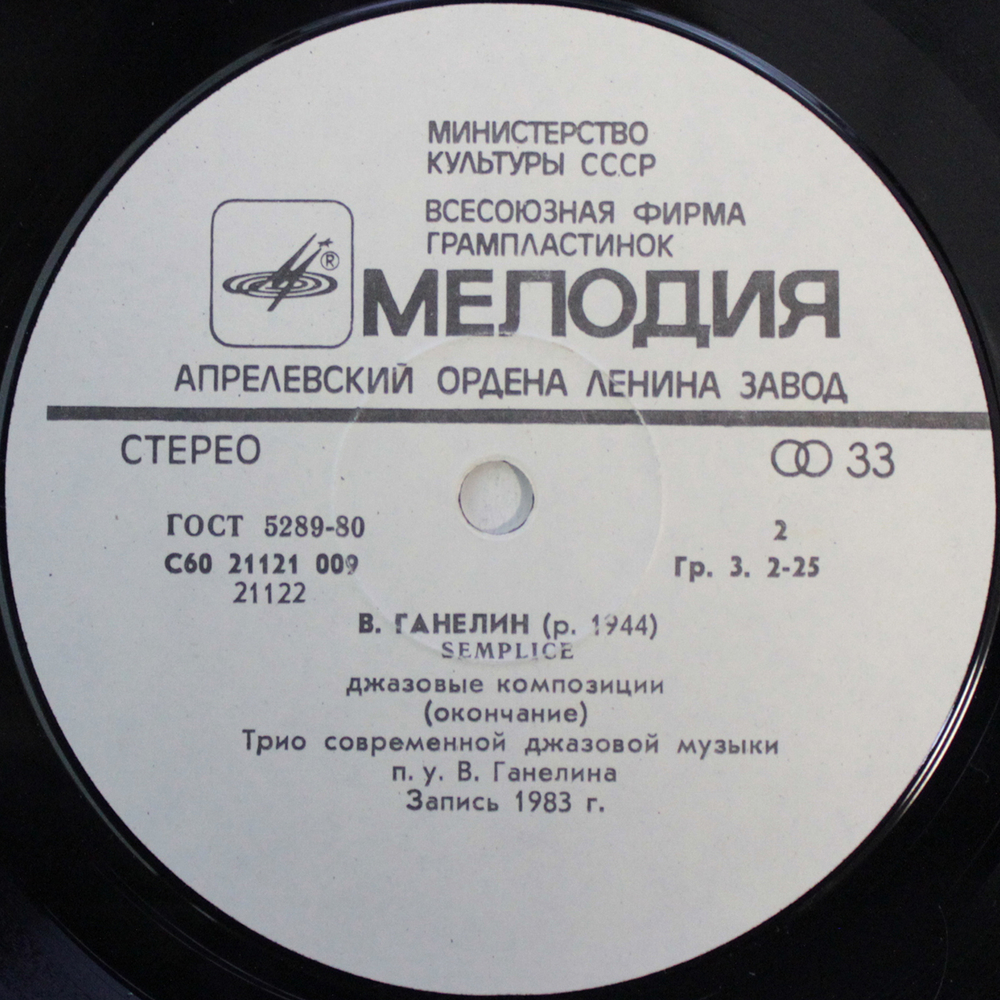 МИНИСТЕРСТВО
КУЛЬТУРЫ СССР
ВСЕСОЮЗНАЯ ФИРМА
ГРАМПЛАСТИНОК
®
МЕЛОДИЯ
АПРЕЛЕВСКИЙ ОРДЕНА ЛЕНИНА ЗАВОД
СТЕРЕО
33
ГОСТ 5289-80
2
С60 21121 009
Гр. 3. 2-25
21122
В. ГАНЕЛИН (р. 1944)
SEMPLICE
джазовые композиции
(окончание)
Трио современной джазовой музыки
п. у. В. Ганелина
Запись 1983 г.